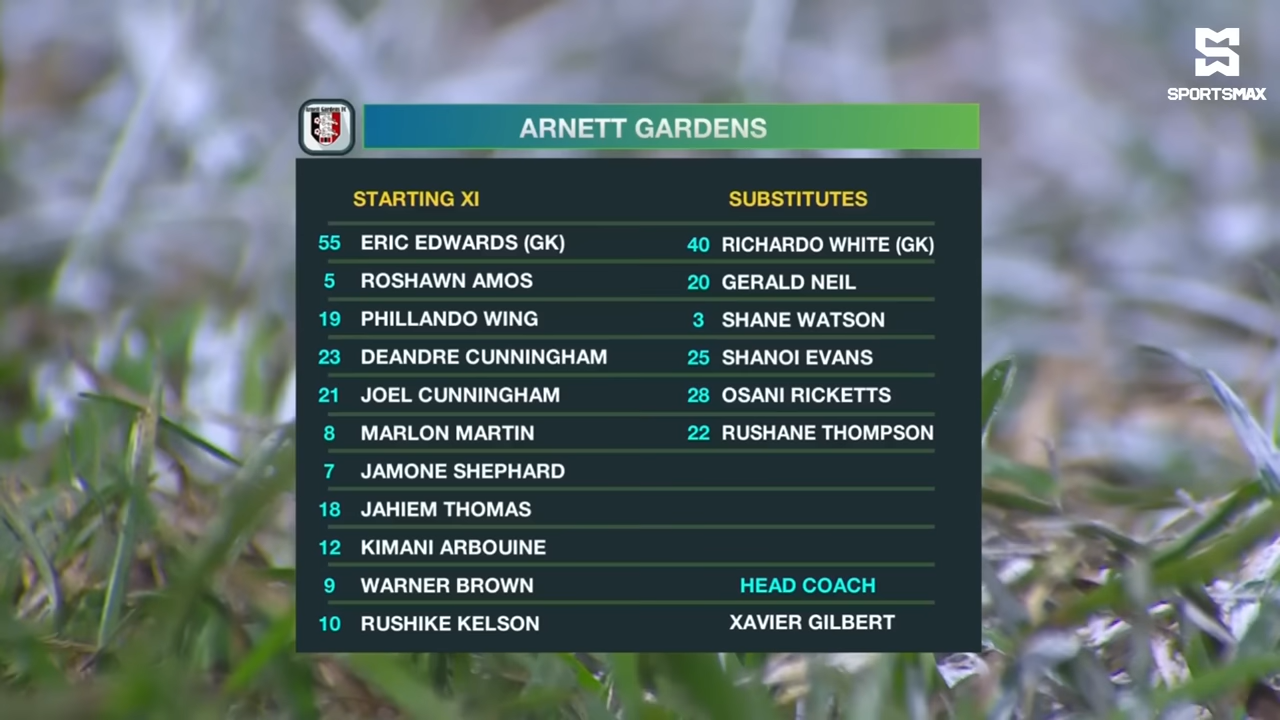 SPORTSMAX
Arnett Gardens FC
ARNETT GARDENS
STARTING XI
55 ERIC EDWARDS (GK)
5 ROSHAWN AMOS
19 PHILLANDO WING
23 DEANDRE CUNNINGHAM
21 JOEL CUNNINGHAM
8 MARLON MARTIN
7 JAMONE SHEPHARD
18 JAHIEM THOMAS
12 KIMANI ARBOUINE
9 WARNER BROWN
10 RUSHIKE KELSON
SUBSTITUTES
40 RICHARDO WHITE (GK)
20 GERALD NEIL
3 SHANE WATSON
25 SHANOI EVANS
28 OSANI RICKETTS
22 RUSHANE THOMPSON
HEAD COACH
XAVIER GILBERT